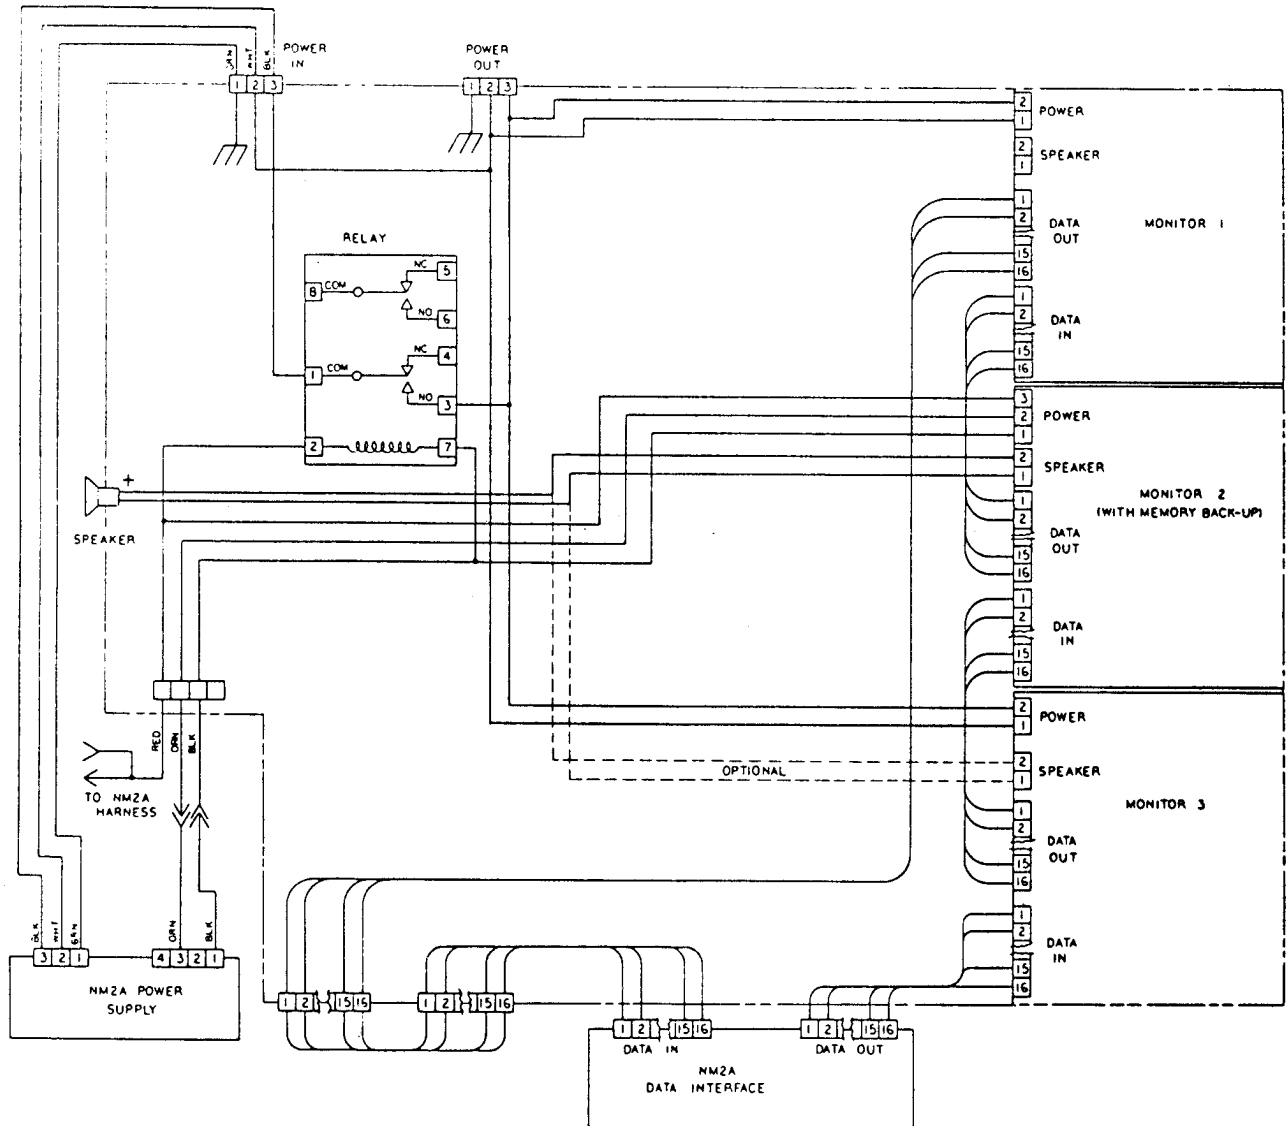 GRN WHT BLK
POWER
IN
POWER
OUT
1 2 3
1 2 3
2
1
POWER
2
1
SPEAKER
1
2
15
16
DATA
OUT
MONITOR 1
1
2
15
16
DATA
IN
RELAY
8 COM NC 5
NO 6
NC 4
1 COM
NO 3
2 7
3
2
1
POWER
2
1
SPEAKER
MONITOR 2
(WITH MEMORY BACK-UP)
1
2
15
16
DATA
OUT
+
SPEAKER
1
2
15
16
DATA
IN
2
1
POWER
RED ORN BLK
OPTIONAL
2
1
SPEAKER
TO NM2A
HARNESS
MONITOR 3
1
2
15
16
DATA
OUT
1
2
15
16
DATA
IN
BLK WHT GRN
ORN BLK
3 2 1
4 3 2 1
NM2A POWER
SUPPLY
1 2 15 16
1 2 15 16
1 2 15 16
1 2 15 16
DATA IN
DATA OUT
NM2A
DATA INTERFACE